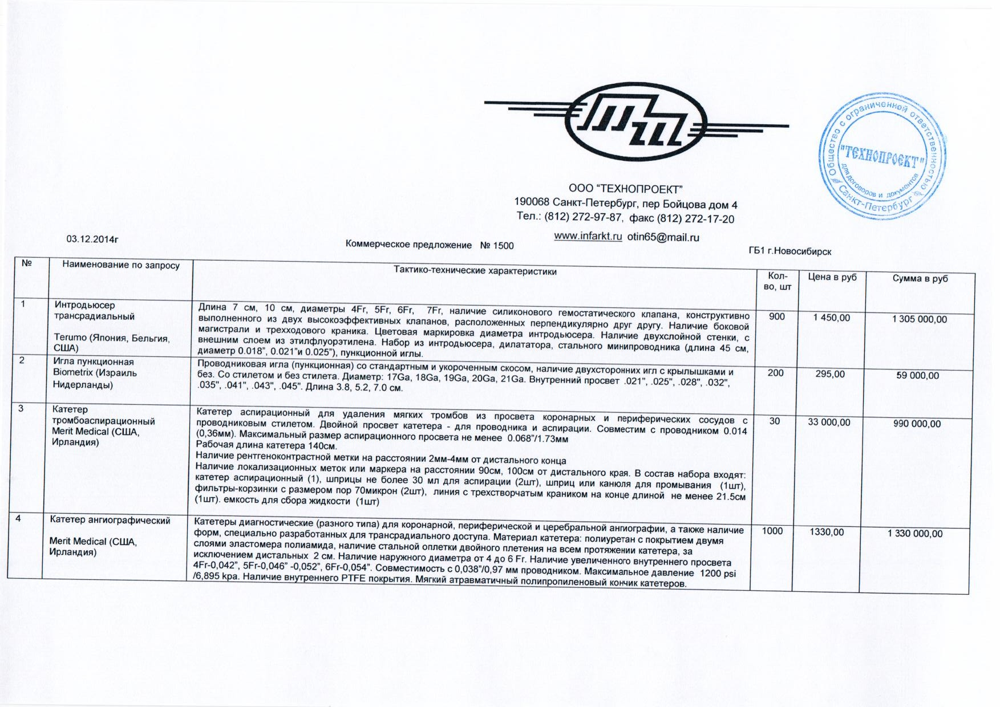 ТП
Общество с ограниченной ответственностью
"ТЕХНОПРОЕКТ"
для договоров и документов
Санкт-Петербург
ООО “ТЕХНОПРОЕКТ”
190068 Санкт-Петербург, пер Бойцова дом 4
Тел.: (812) 272-97-87, факс (812) 272-17-20
www.infarkt.ru otin65@mail.ru
03.12.2014г
Коммерческое предложение № 1500
ГБ1 г.Новосибирск
№
Наименование по запросу
Тактико-технические характеристики
Кол-
во, шт
Цена в руб
Сумма в руб
1
Интродьюсер
трансрадиальный
Terumo (Япония, Бельгия,
США)
Длина 7 см, 10 см, диаметры 4Fr, 5Fr, 6Fr, 7Fr, наличие силиконового гемостатического клапана, конструктивно
выполненного из двух высокоэффективных клапанов, расположенных перпендикулярно друг другу. Наличие боковой
магистрали и трехходового краника. Цветовая маркировка диаметра интродьюсера. Наличие двухслойной стенки, с
внешним слоем из этилфлуорэтилена. Набор из интродьюсера, дилататора, стального минипроводника (длина 45 см,
диаметр 0.018”, 0.021”и 0.025”), пункционной иглы.
900
1 450,00
1 305 000,00
2
Игла пункционная
Biometrix (Израиль
Нидерланды)
Проводниковая игла (пункционная) со стандартным и укороченным скосом, наличие двухсторонних игл с крылышками и
без. Со стилетом и без стилета. Диаметр: 17Ga, 18Ga, 19Ga, 20Ga, 21Ga. Внутренний просвет .021", .025", .028", .032",
.035", .041", .043", .045". Длина 3.8, 5.2, 7.0 см.
200
295,00
59 000,00
3
Катетер
тромбоаспирационный
Merit Medical (США,
Ирландия)
Катетер аспирационный для удаления мягких тромбов из просвета коронарных и периферических сосудов с
проводниковым стилетом. Двойной просвет катетера - для проводника и аспирации. Совместим с проводником 0.014
(0,36мм). Максимальный размер аспирационного просвета не менее 0.068”/1.73мм
Рабочая длина катетера 140см.
Наличие рентгеноконтрастной метки на расстоянии 2мм-4мм от дистального конца
Наличие локализационных меток или маркера на расстоянии 90см, 100см от дистального края. В состав набора входят:
катетер аспирационный (1), шприцы не более 30 мл для аспирации (2шт), шприц или канюля для промывания (1шт),
фильтры-корзинки с размером пор 70микрон (2шт), линия с трехстворчатым краником на конце длиной не менее 21.5см
(1шт). емкость для сбора жидкости (1шт)
30
33 000,00
990 000,00
4
Катетер ангиографический
Merit Medical (США,
Ирландия)
Катетеры диагностические (разного типа) для коронарной, периферической и церебральной ангиографии, а также наличие
форм, специально разработанных для трансрадиального доступа. Материал катетера: полиуретан с покрытием двумя
слоями эластомера полиамида, наличие стальной оплетки двойного плетения на всем протяжении катетера, за
исключением дистальных 2 см. Наличие наружного диаметра от 4 до 6 Fr. Наличие увеличенного внутреннего просвета
4Fr-0,042”, 5Fr-0,046” -0,052”, 6Fr-0,054”. Совместимость с 0,038”/0,97 мм проводником. Максимальное давление 1200 psi
/6,895 kpa. Наличие внутреннего PTFE покрытия. Мягкий атравматичный полипропиленовый кончик катетеров.
1000
1330,00
1 330 000,00